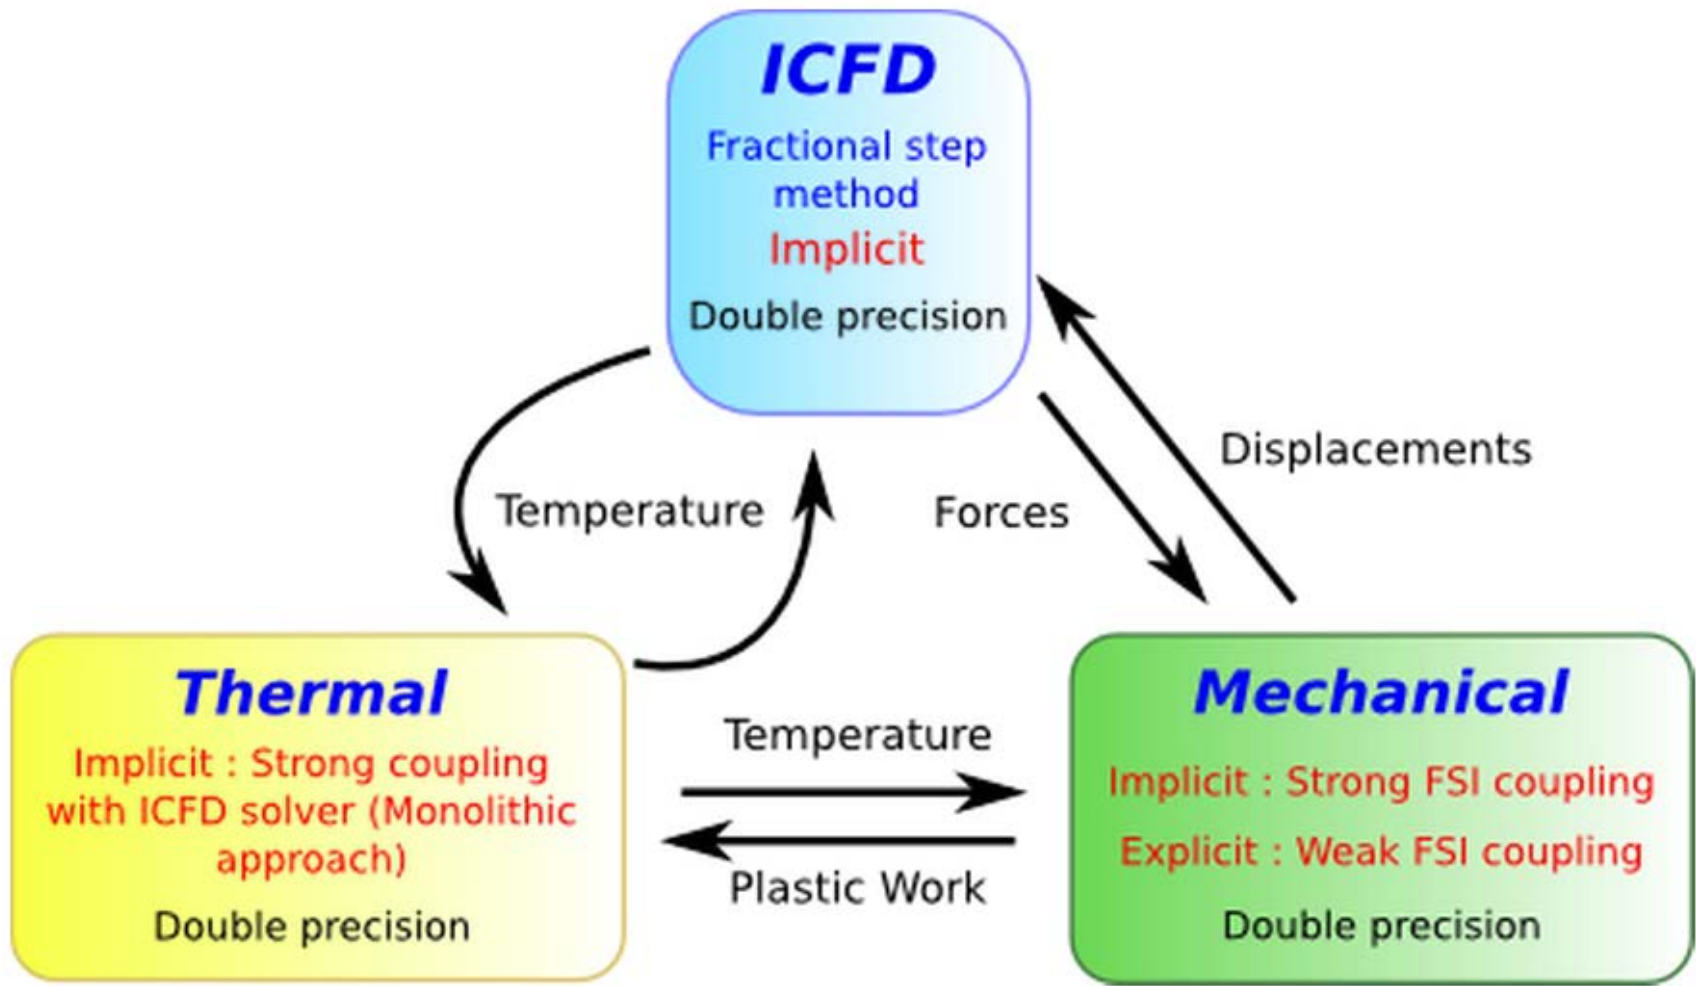 ICFD
Fractional step
method
Implicit
Double precision
Displacements
Temperature
Forces
Thermal
Implicit : Strong coupling
with ICFD solver (Monolithic
approach)
Double precision
Temperature
Plastic Work
Mechanical
Implicit : Strong FSI coupling
Explicit : Weak FSI coupling
Double precision